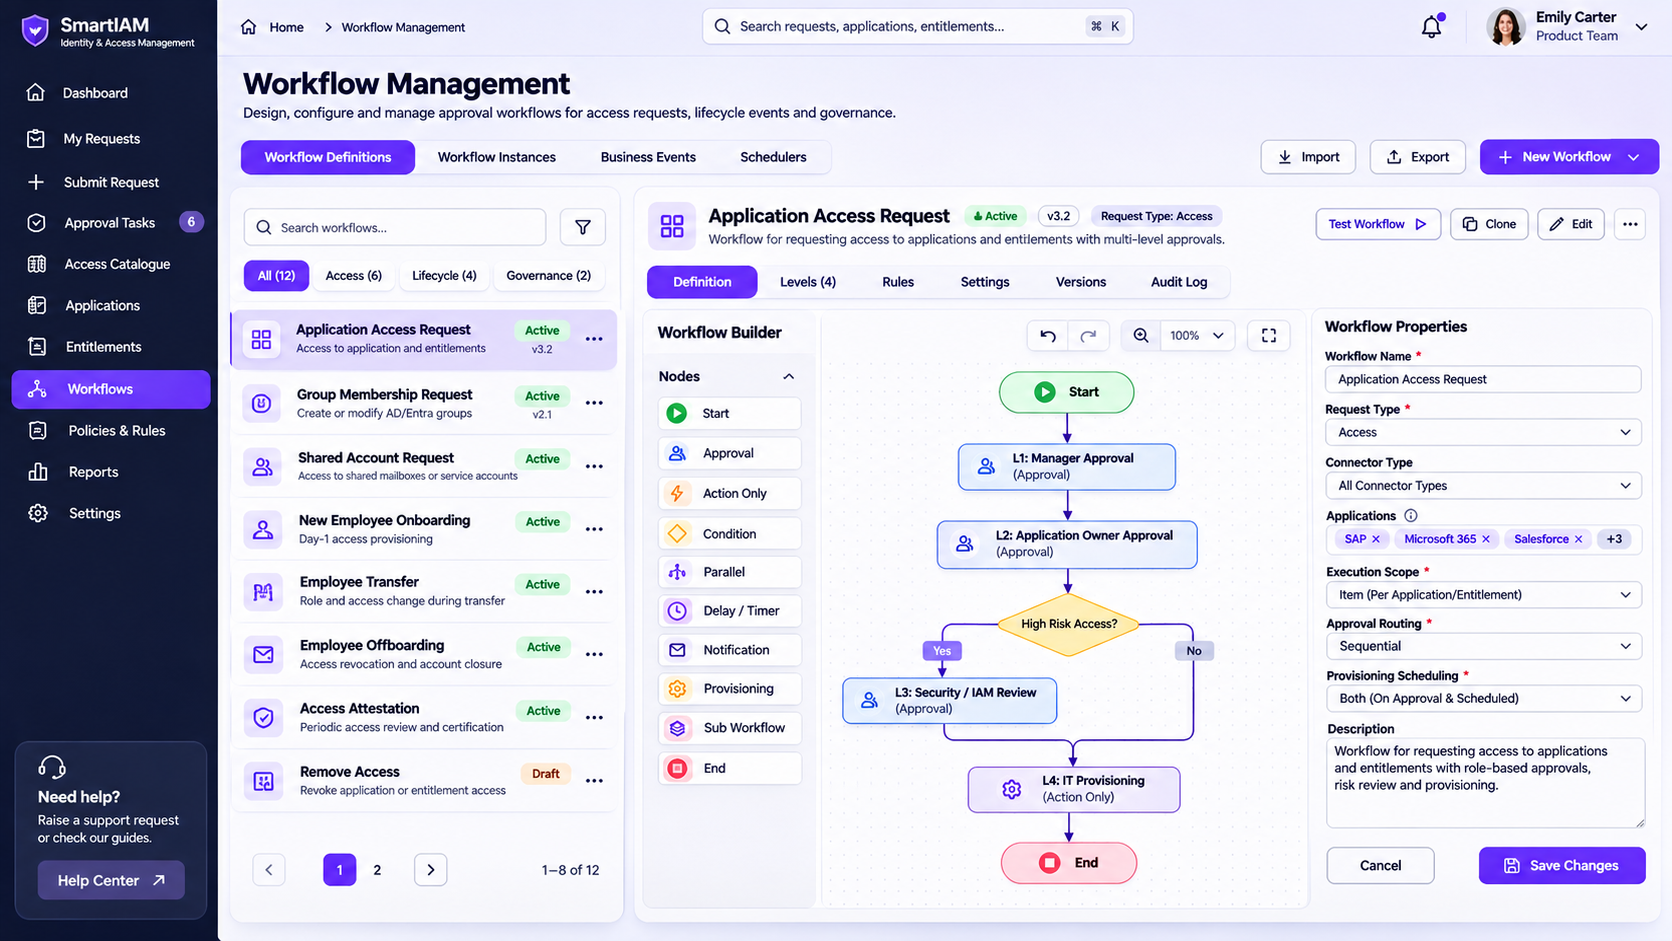 SmartIAM
Identity & Access Management
Dashboard
My Requests
Submit Request
Approval Tasks
6
Access Catalogue
Applications
Entitlements
Workflows
Policies & Rules
Reports
Settings
Need help?
Raise a support request
or check our guides.
Help Center
Home
Workflow Management
Search requests, applications, entitlements...
⌘ K
Emily Carter
Product Team
Workflow Management
Design, configure and manage approval workflows for access requests, lifecycle events and governance.
Workflow Definitions
Workflow Instances
Business Events
Schedulers
Import
Export
New Workflow
Search workflows...
All (12)
Access (6)
Lifecycle (4)
Governance (2)
Application Access Request
Access to application and entitlements
Active
v3.2
Group Membership Request
Create or modify AD/Entra groups
Active
v2.1
Shared Account Request
Access to shared mailboxes or service accounts
Active
New Employee Onboarding
Day-1 access provisioning
Active
Employee Transfer
Role and access change during transfer
Active
Employee Offboarding
Access revocation and account closure
Active
Access Attestation
Periodic access review and certification
Active
Remove Access
Revoke application or entitlement access
Draft
1
2
1–8 of 12
Application Access Request
Active
v3.2
Request Type: Access
Workflow for requesting access to applications and entitlements with multi-level approvals.
Test Workflow
Clone
Edit
Definition
Levels (4)
Rules
Settings
Versions
Audit Log
Workflow Builder
Nodes
Start
Approval
Action Only
Condition
Parallel
Delay / Timer
Notification
Provisioning
Sub Workflow
End
100%
Start
L1: Manager Approval
(Approval)
L2: Application Owner Approval
(Approval)
High Risk Access?
Yes
No
L3: Security / IAM Review
(Approval)
L4: IT Provisioning
(Action Only)
End
Workflow Properties
Workflow Name *
Application Access Request
Request Type *
Access
Connector Type
All Connector Types
Applications
SAP ×
Microsoft 365 ×
Salesforce ×
+3
Execution Scope *
Item (Per Application/Entitlement)
Approval Routing *
Sequential
Provisioning Scheduling *
Both (On Approval & Scheduled)
Description
Workflow for requesting access to applications
and entitlements with role-based approvals,
risk review and provisioning.
Cancel
Save Changes